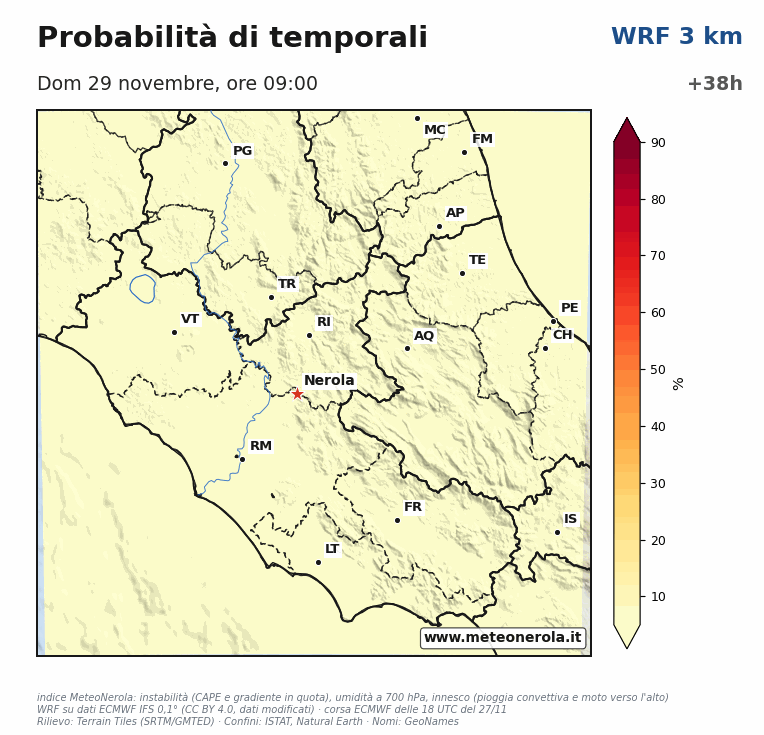 Probabilità di temporali
WRF 3 km
Dom 29 novembre, ore 09:00
+38h
MC
FM
PG
AP
TE
TR
PE
VT
RI
AQ
CH
Nerola
RM
FR
IS
LT
www.meteonerola.it
90
80
70
60
50
40
30
20
10
%
indice MeteoNerola: instabilità (CAPE e gradiente in quota), umidità a 700 hPa, innesco (pioggia convettiva e moto verso l'alto)
WRF su dati ECMWF IFS 0,1° (CC BY 4.0, dati modificati) · corsa ECMWF delle 18 UTC del 27/11
Rilievo: Terrain Tiles (SRTM/GMTED) · Confini: ISTAT, Natural Earth · Nomi: GeoNames